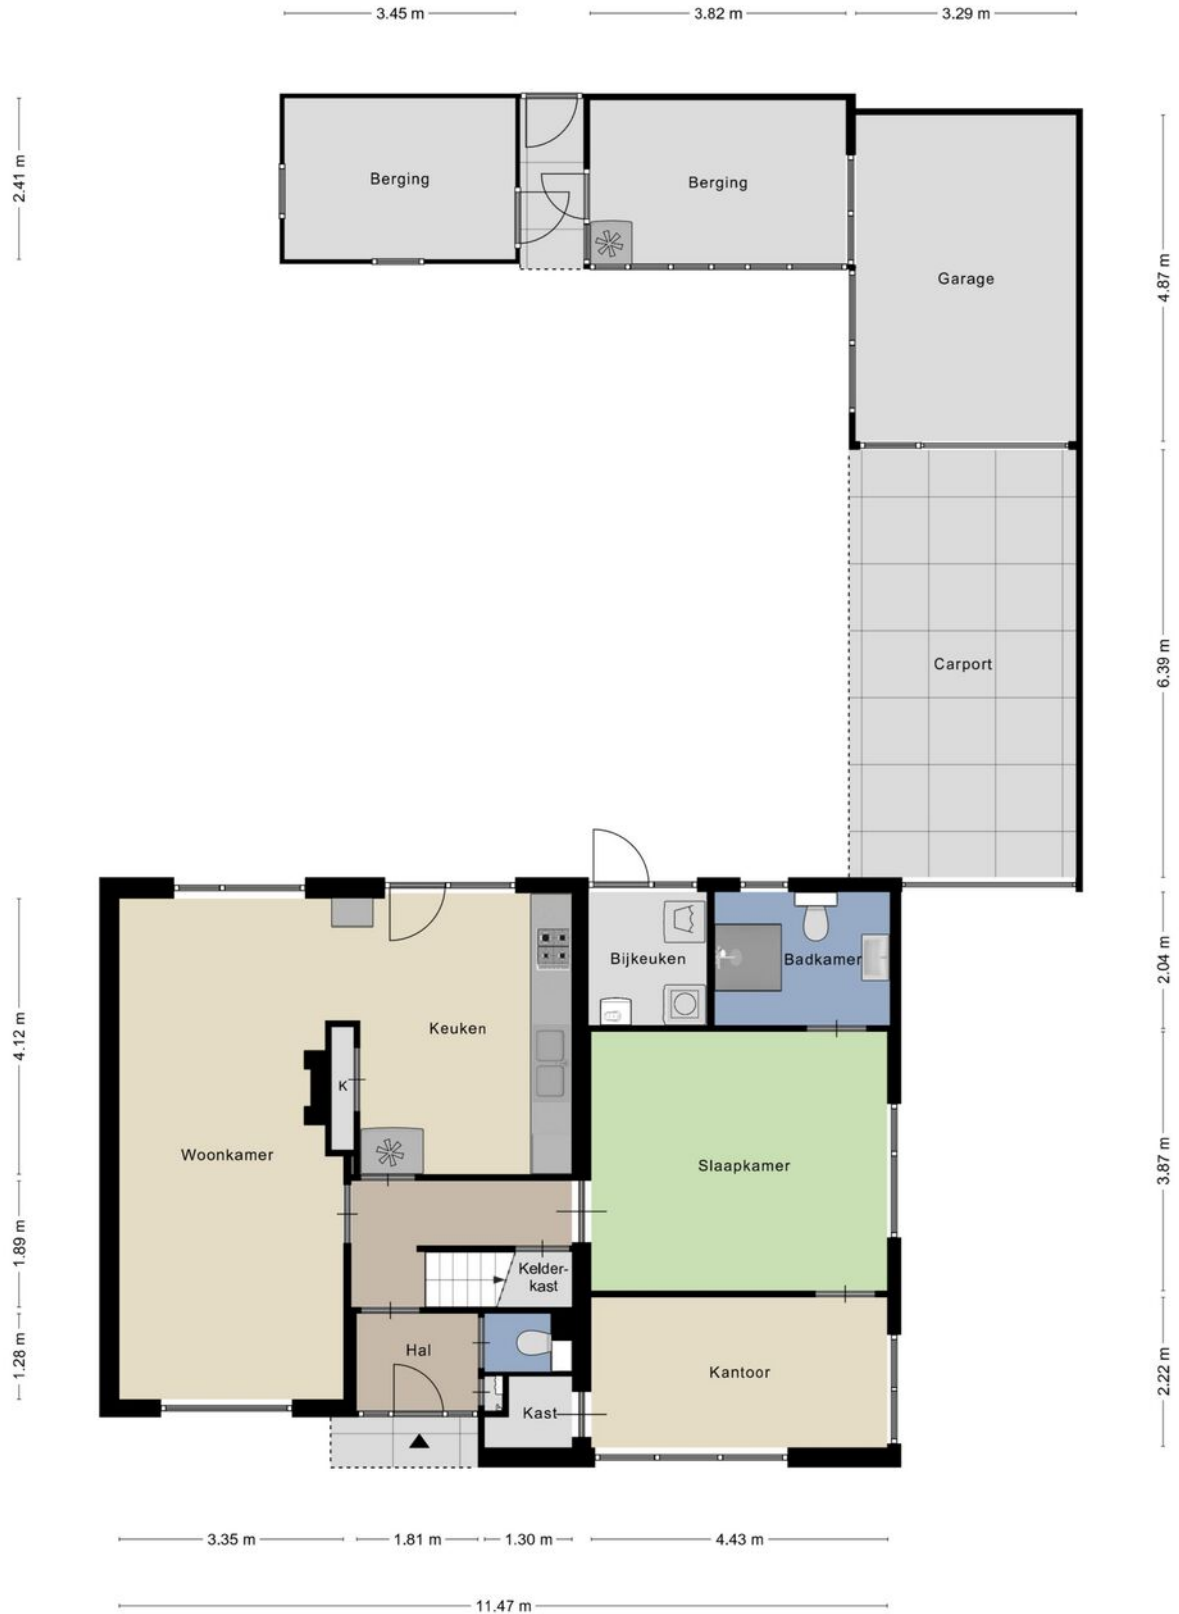 3.45 m
3.82 m
3.29 m
2.41 m
Berging
Berging
Garage
4.87 m
Carport
6.39 m
Bijkeuken
Badkamer
2.04 m
4.12 m
Keuken
K
Woonkamer
Slaapkamer
3.87 m
1.89 m
Kelder-
kast
Hal
1.28 m
Kantoor
2.22 m
Kast
3.35 m
1.81 m
1.30 m
4.43 m
11.47 m